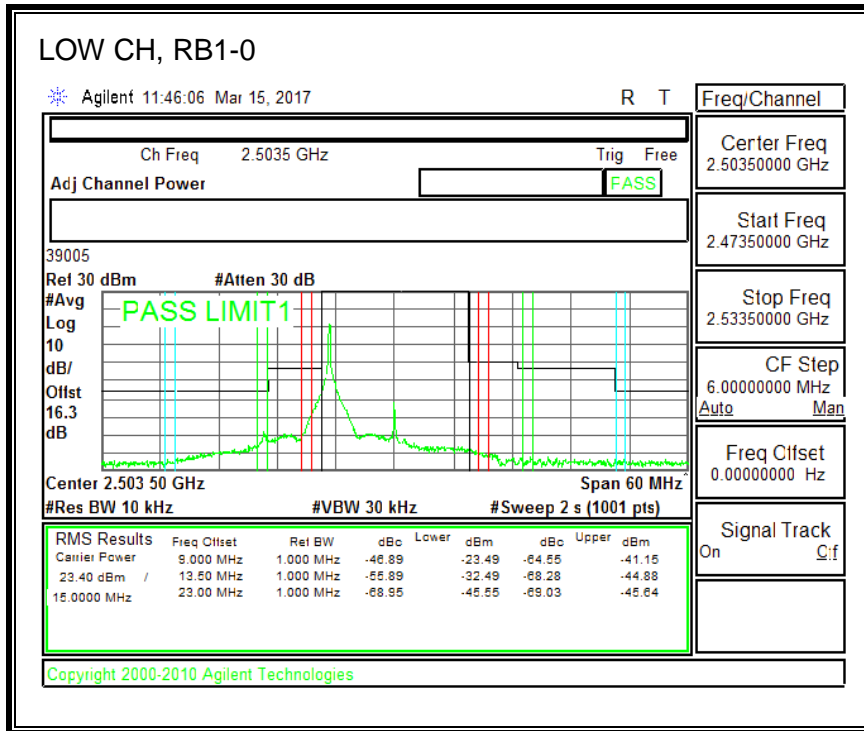 LOW CH, RB1-0
Agilent 11:46:06 Mar 15, 2017 R T
Freq/Channel
Ch Freq 2.5035 GHz Trig Free
Adj Channel Power PASS
Center Freq
2.50350000 GHz
Start Freq
2.47350000 GHz
Stop Freq
2.53350000 GHz
CF Step
6.00000000 MHz
Auto Man
Freq Offset
0.00000000 Hz
Signal Track
On Off
39005
Ref 30 dBm #Atten 30 dB
#Avg
Log
10
dB/
Offst
16.3
dB
PASS LIMIT1
Center 2.503 50 GHz Span 60 MHz^
#Res BW 10 kHz #VBW 30 kHz #Sweep 2 s (1001 pts)
RMS Results Freq Offset Ref BW dBc Lower dBm dBc Upper dBm
Carrier Power 9.000 MHz 1.000 MHz -46.89 -23.49 -64.55 -41.15
23.40 dBm / 13.50 MHz 1.000 MHz -55.89 -32.49 -68.28 -44.88
15.0000 MHz 23.00 MHz 1.000 MHz -68.95 -45.55 -69.03 -45.64
Copyright 2000-2010 Agilent Technologies